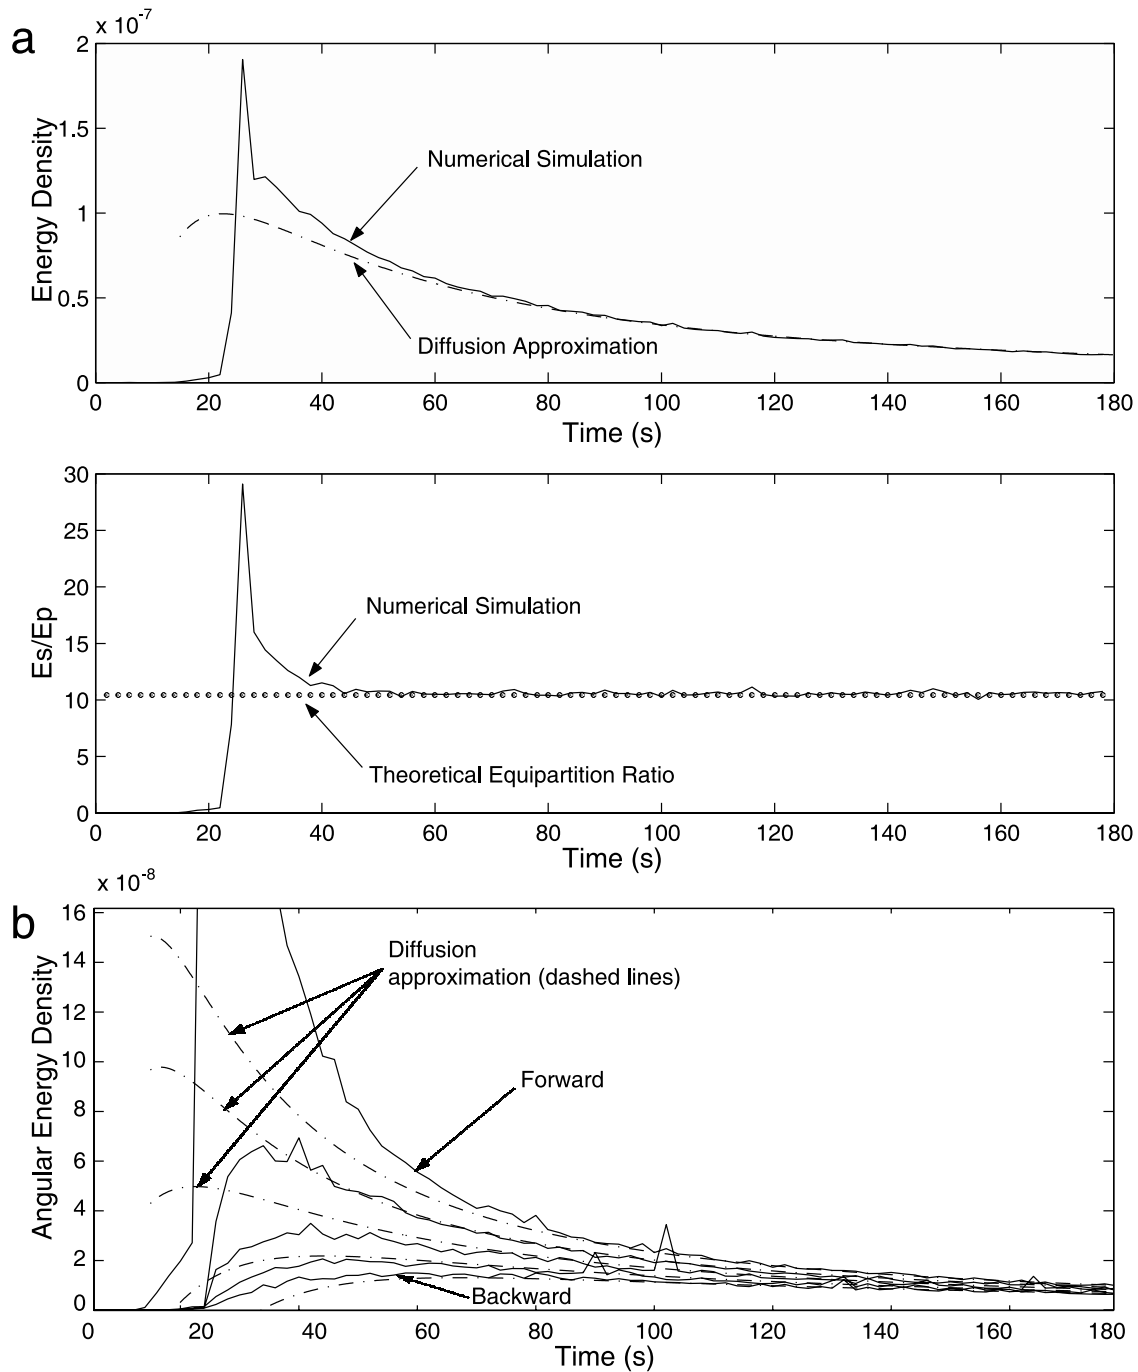 a
x 10-7
2
1.5
1
0.5
0
Energy Density
Numerical Simulation
Diffusion Approximation
0 20 40 60 80 100 120 140 160 180
Time (s)
30
25
20
15
10
5
0
Es/Ep
Numerical Simulation
Theoretical Equipartition Ratio
0 20 40 60 80 100 120 140 160 180
Time (s)
b
x 10-8
16
14
12
10
8
6
4
2
0
Angular Energy Density
Diffusion
approximation (dashed lines)
Forward
Backward
0 20 40 60 80 100 120 140 160 180
Time (s)